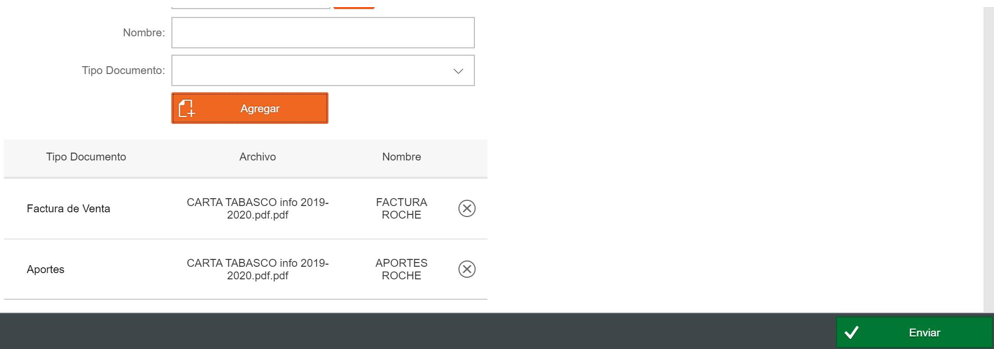 Nombre:
Tipo Documento:
Agregar
Tipo Documento Archivo Nombre
Factura de Venta
CARTA TABASCO info 2019-
2020.pdf.pdf
FACTURA
ROCHE
Aportes
CARTA TABASCO info 2019-
2020.pdf.pdf
APORTES
ROCHE
Enviar